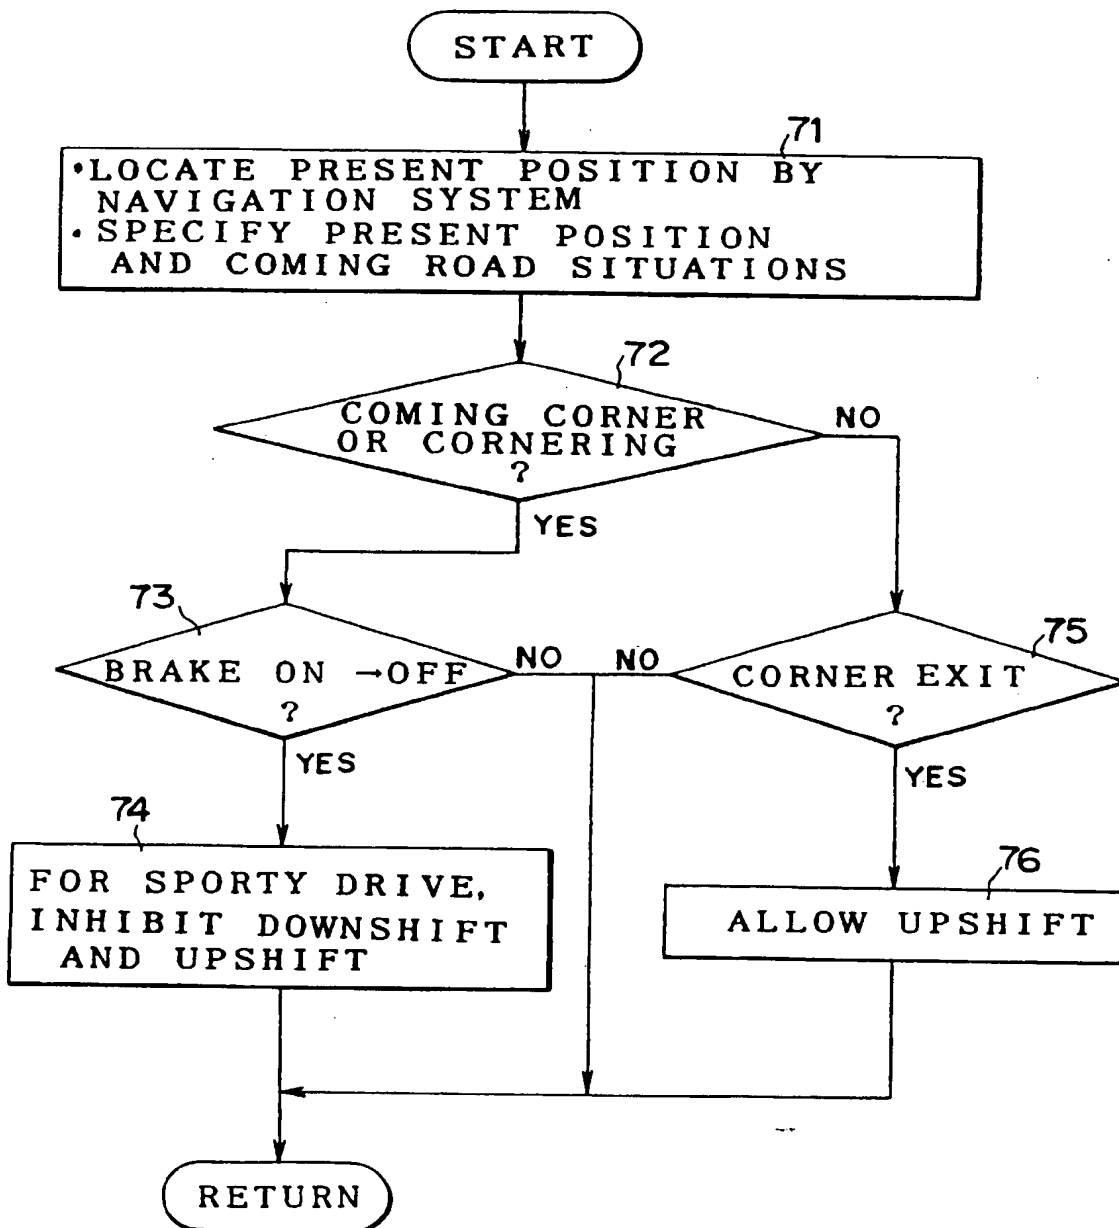 START
71
•LOCATE PRESENT POSITION BY
NAVIGATION SYSTEM
•SPECIFY PRESENT POSITION
AND COMING ROAD SITUATIONS
72
COMING CORNER
OR CORNERING
?
NO
YES
73
BRAKE ON →OFF
?
NO
YES
75
CORNER EXIT
?
NO
YES
74
FOR SPORTY DRIVE,
INHIBIT DOWNSHIFT
AND UPSHIFT
76
ALLOW UPSHIFT
RETURN